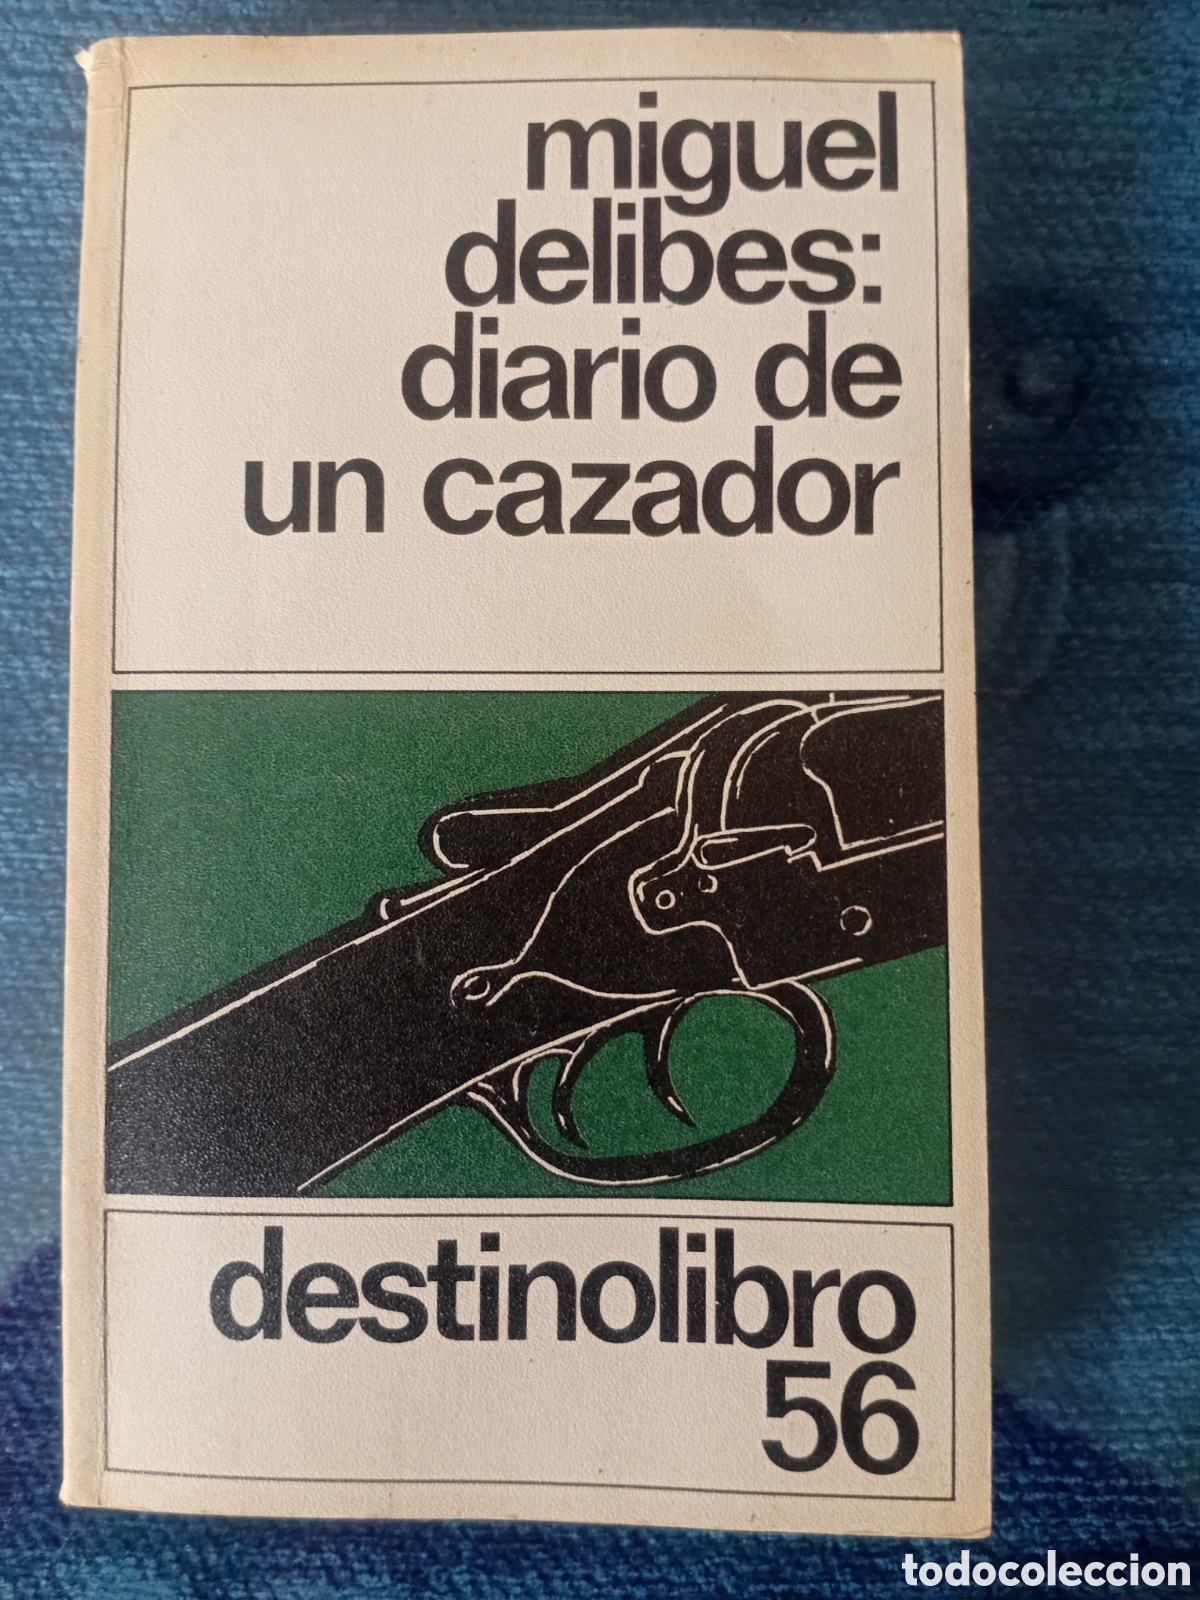 miguel
delibes:
diario de
un cazador
destinolibro
56
todocoleccion